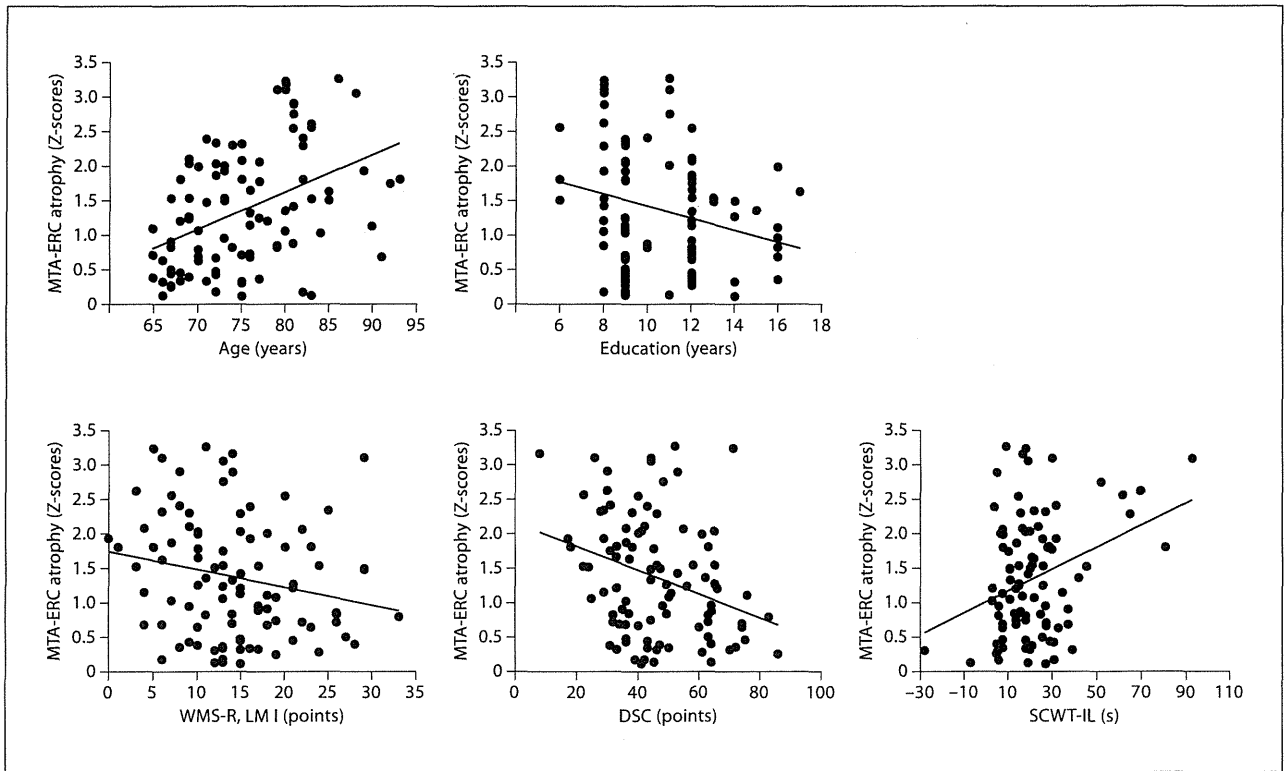 MTA-ERC atrophy (Z-scores)
3.5
3.0
2.5
2.0
1.5
1.0
0.5
0
65 70 75 80 85 90 95
Age (years)
MTA-ERC atrophy (Z-scores)
3.5
3.0
2.5
2.0
1.5
1.0
0.5
0
6 8 10 12 14 16 18
Education (years)
MTA-ERC atrophy (Z-scores)
3.5
3.0
2.5
2.0
1.5
1.0
0.5
0
0 5 10 15 20 25 30 35
WMS-R, LM I (points)
MTA-ERC atrophy (Z-scores)
3.5
3.0
2.5
2.0
1.5
1.0
0.5
0
0 20 40 60 80 100
DSC (points)
MTA-ERC atrophy (Z-scores)
3.5
3.0
2.5
2.0
1.5
1.0
0.5
0
–30 –10 10 30 50 70 90 110
SCWT-IL (s)